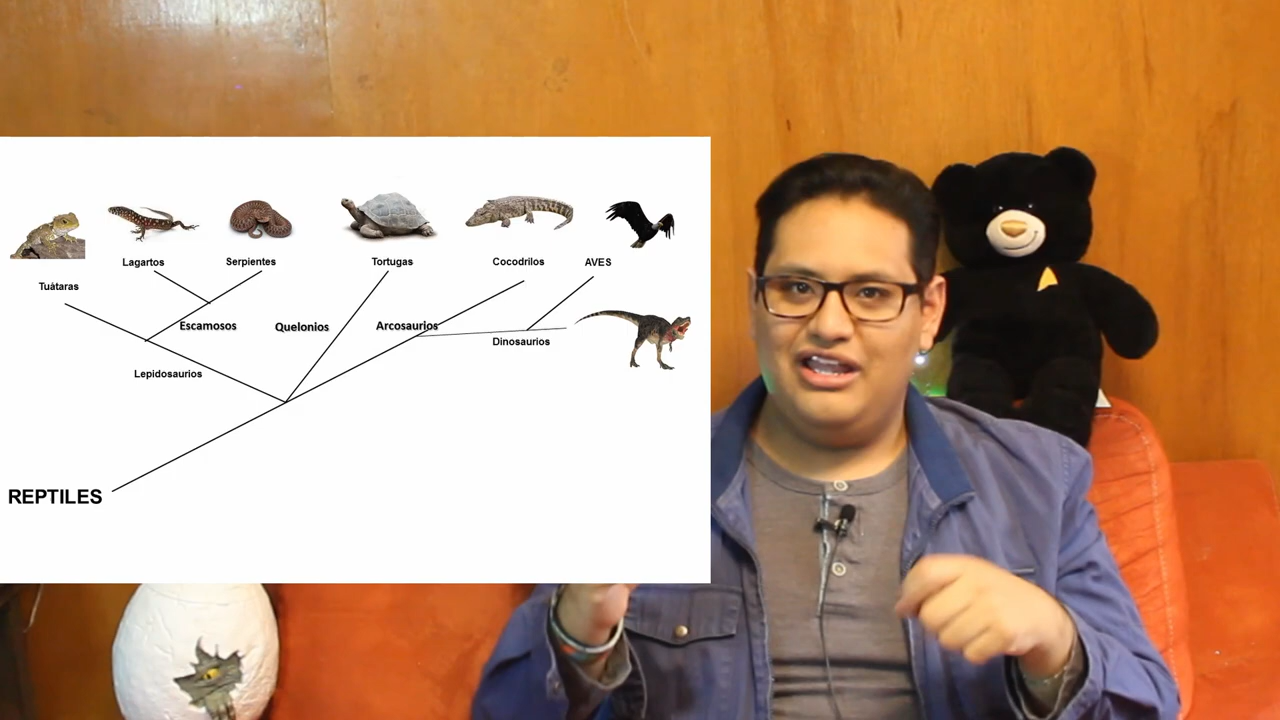 Lagartos
Serpientes
Tortugas
Cocodrilos
AVES
Tuátaras
Escamosos
Quelonios
Arcosaurios
Dinosaurios
Lepidosaurios
REPTILES